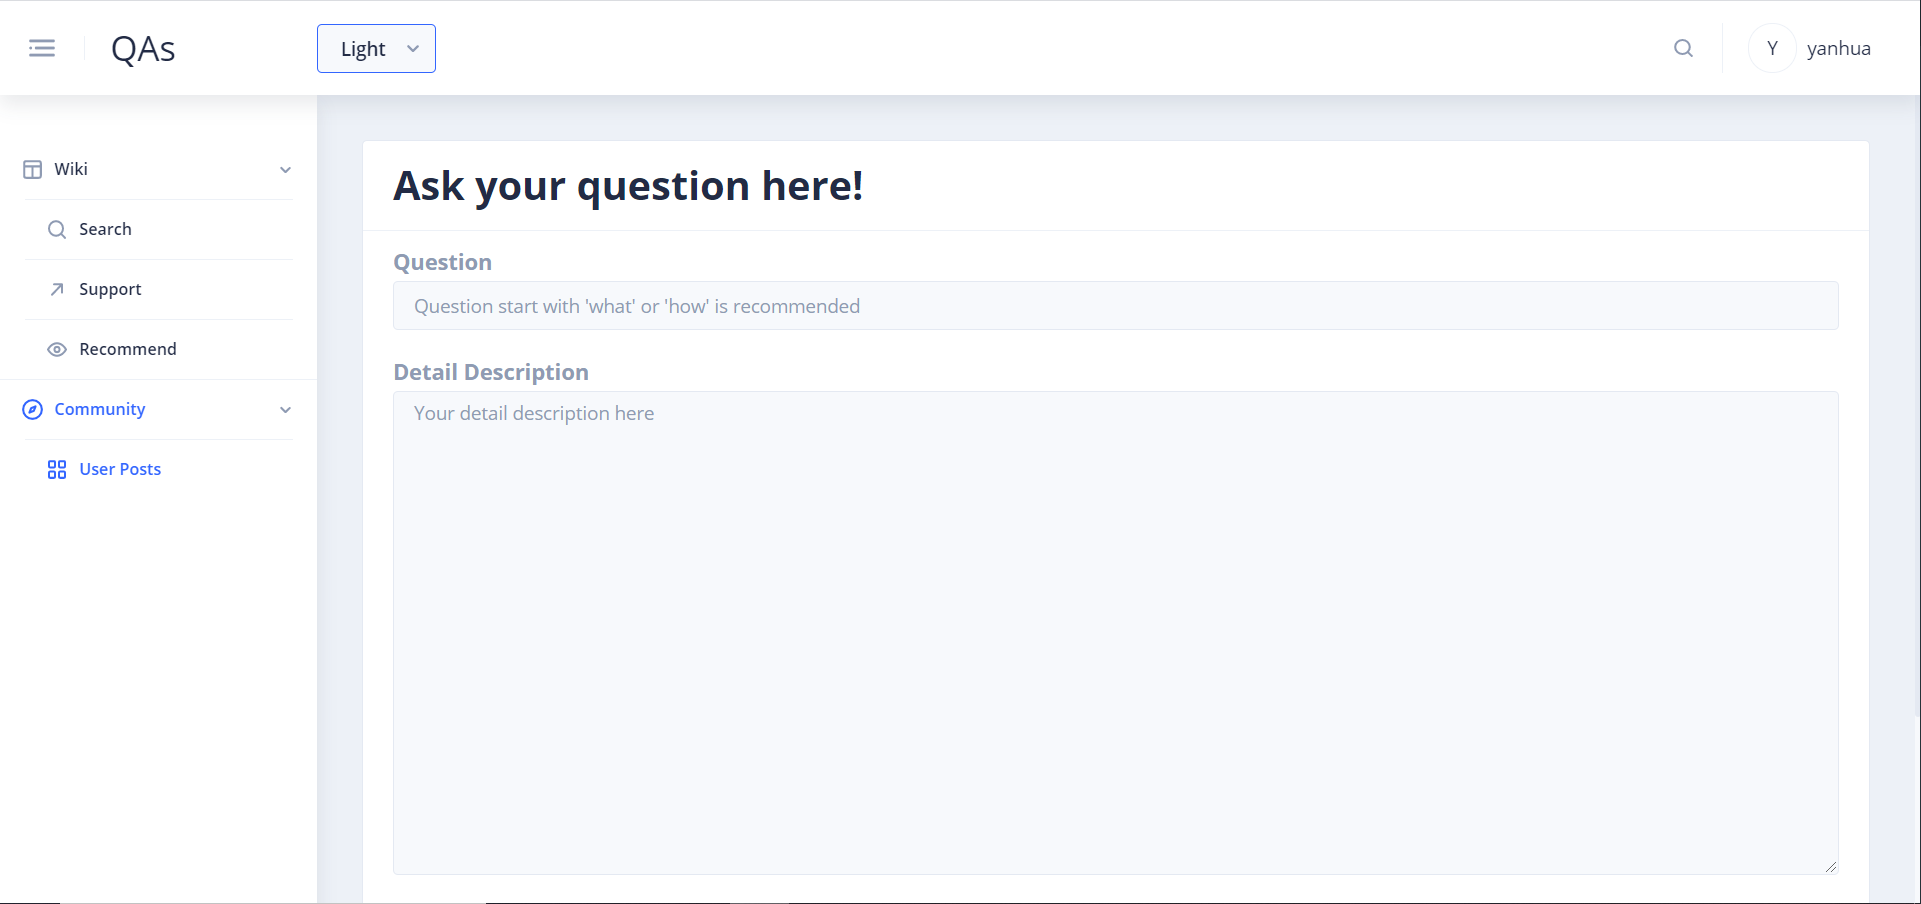 QAs
Light
Y
yanhua
Wiki
Search
Support
Recommend
Community
User Posts
Ask your question here!
Question
Question start with 'what' or 'how' is recommended
Detail Description
Your detail description here